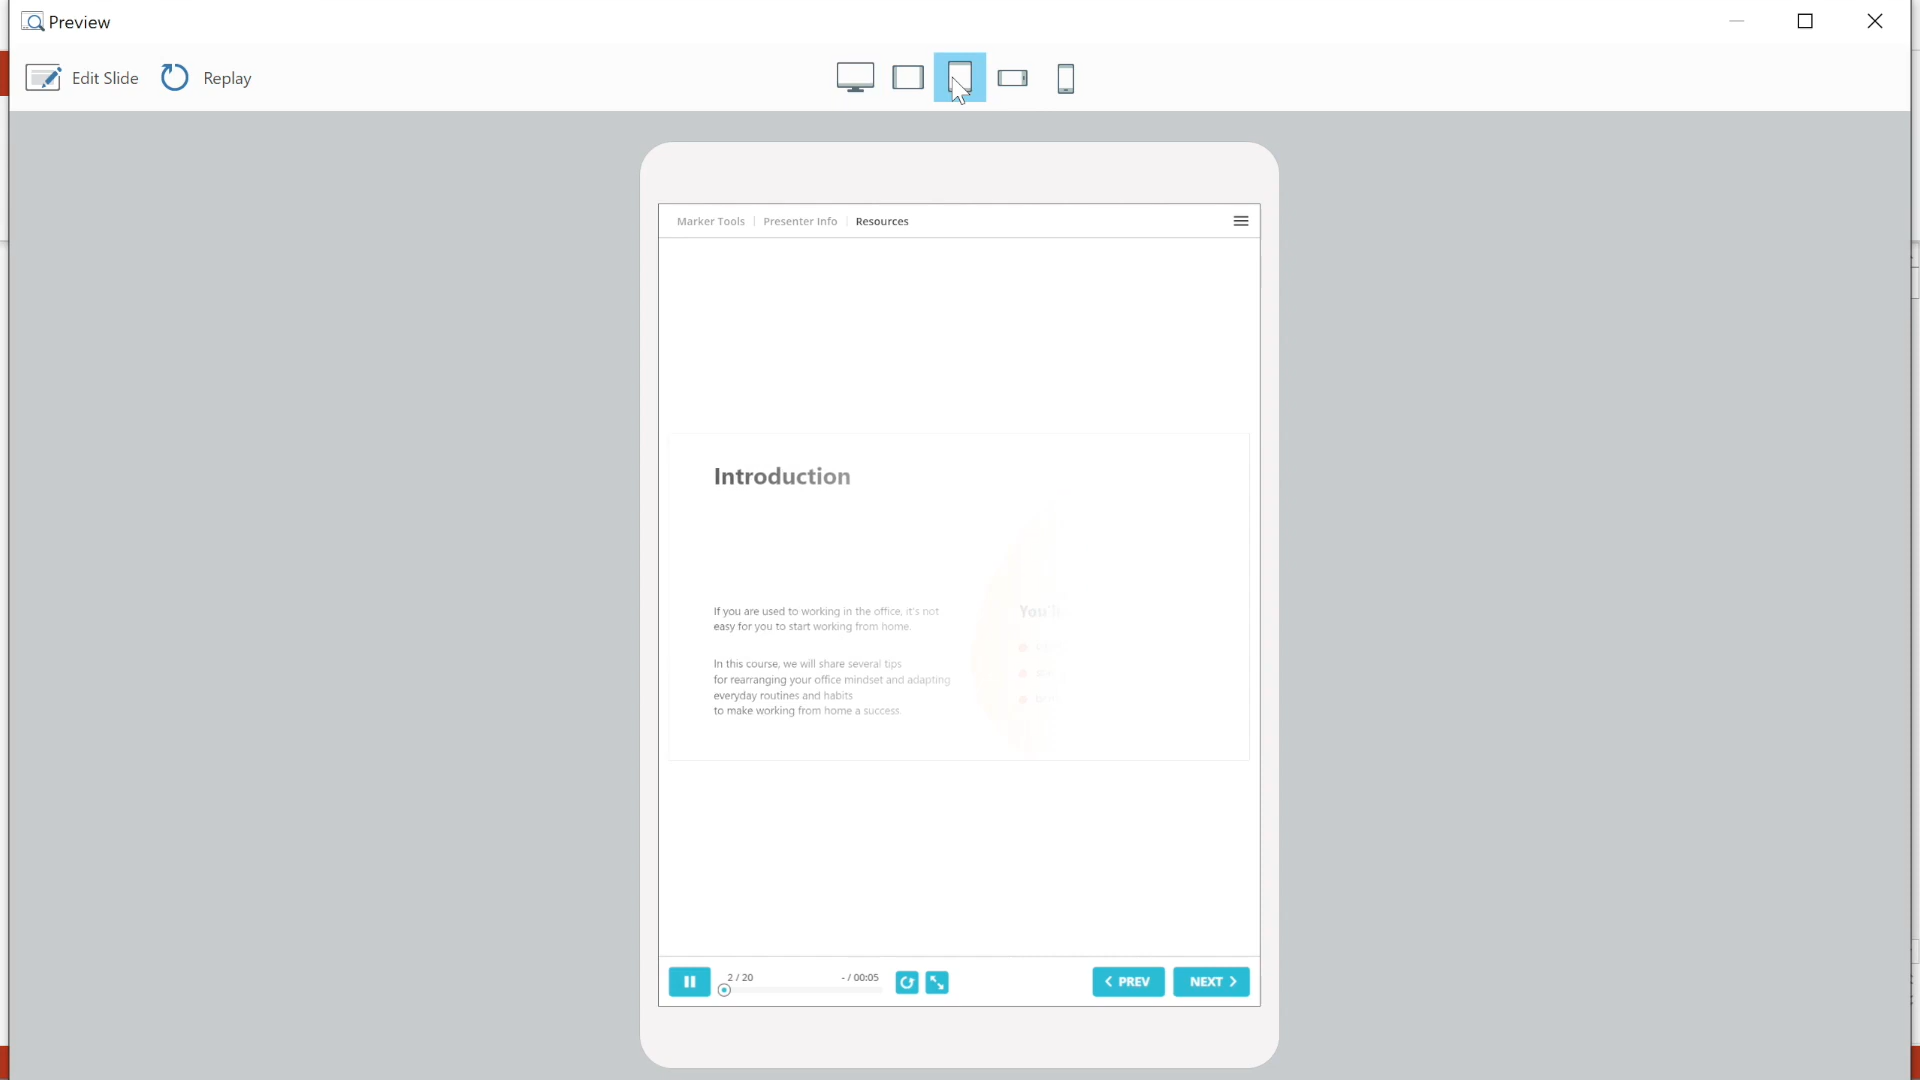 Preview
Edit Slide
Replay
Marker Tools
Presenter Info
Resources
Introduction
If you are used to working in the office, it's not
easy for you to start working from home.
In this course, we will share several tips
for rearranging your office mindset and adapting
everyday routines and habits
to make working from home a success.
2 / 20
- / 00:05
PREV
NEXT